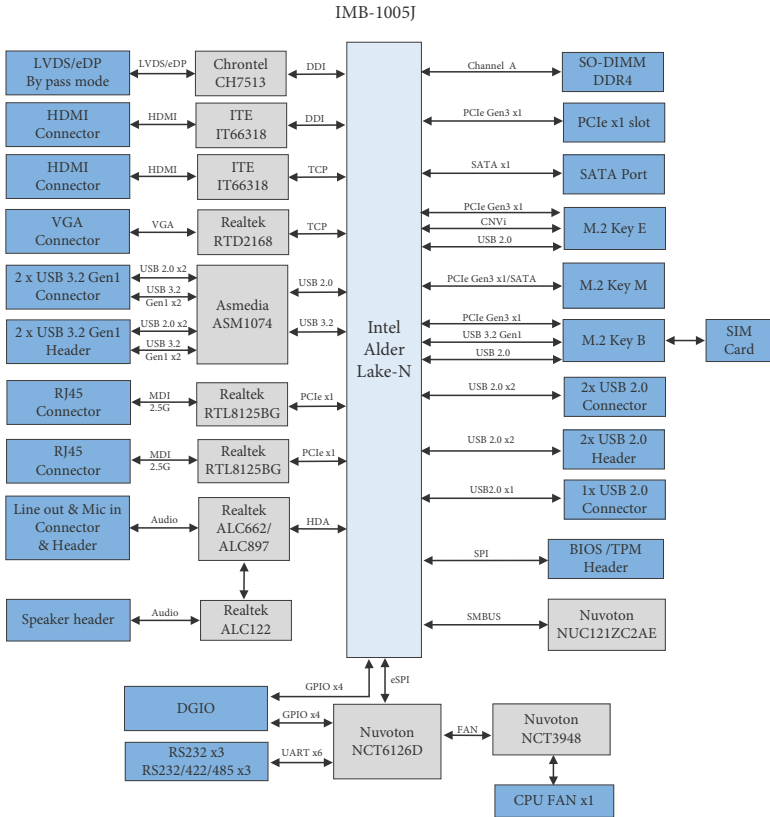 IMB-1005J
LVDS/eDP
By pass mode
LVDS/eDP
Chrontel
CH7513
DDI
HDMI
Connector
HDMI
ITE
IT66318
DDI
HDMI
Connector
HDMI
ITE
IT66318
TCP
VGA
Connector
VGA
Realtek
RTD2168
TCP
2 x USB 3.2 Gen1
Connector
USB 2.0 x2
USB 3.2
Gen1 x2
2 x USB 3.2 Gen1
Header
USB 2.0 x2
USB 3.2
Gen1 x2
Asmedia
ASM1074
USB 2.0
USB 3.2
RJ45
Connector
MDI
2.5G
Realtek
RTL8125BG
PCIe x1
RJ45
Connector
MDI
2.5G
Realtek
RTL8125BG
PCIe x1
Line out & Mic in
Connector
& Header
Audio
Realtek
ALC662/
ALC897
HDA
Speaker header
Audio
Realtek
ALC122
Intel
Alder
Lake-N
Channel A
SO-DIMM
DDR4
PCIe Gen3 x1
PCIe x1 slot
SATA x1
SATA Port
PCIe Gen3 x1
CNVi
USB 2.0
M.2 Key E
PCIe Gen3 x1/SATA
M.2 Key M
PCIe Gen3 x1
USB 3.2 Gen1
USB 2.0
M.2 Key B
SIM
Card
USB 2.0 x2
2x USB 2.0
Connector
USB 2.0 x2
2x USB 2.0
Header
USB2.0 x1
1x USB 2.0
Connector
SPI
BIOS /TPM
Header
SMBUS
Nuvoton
NUC121ZC2AE
GPIO x4
eSPI
DGIO
GPIO x4
RS232 x3
RS232/422/485 x3
UART x6
Nuvoton
NCT6126D
FAN
Nuvoton
NCT3948
CPU FAN x1